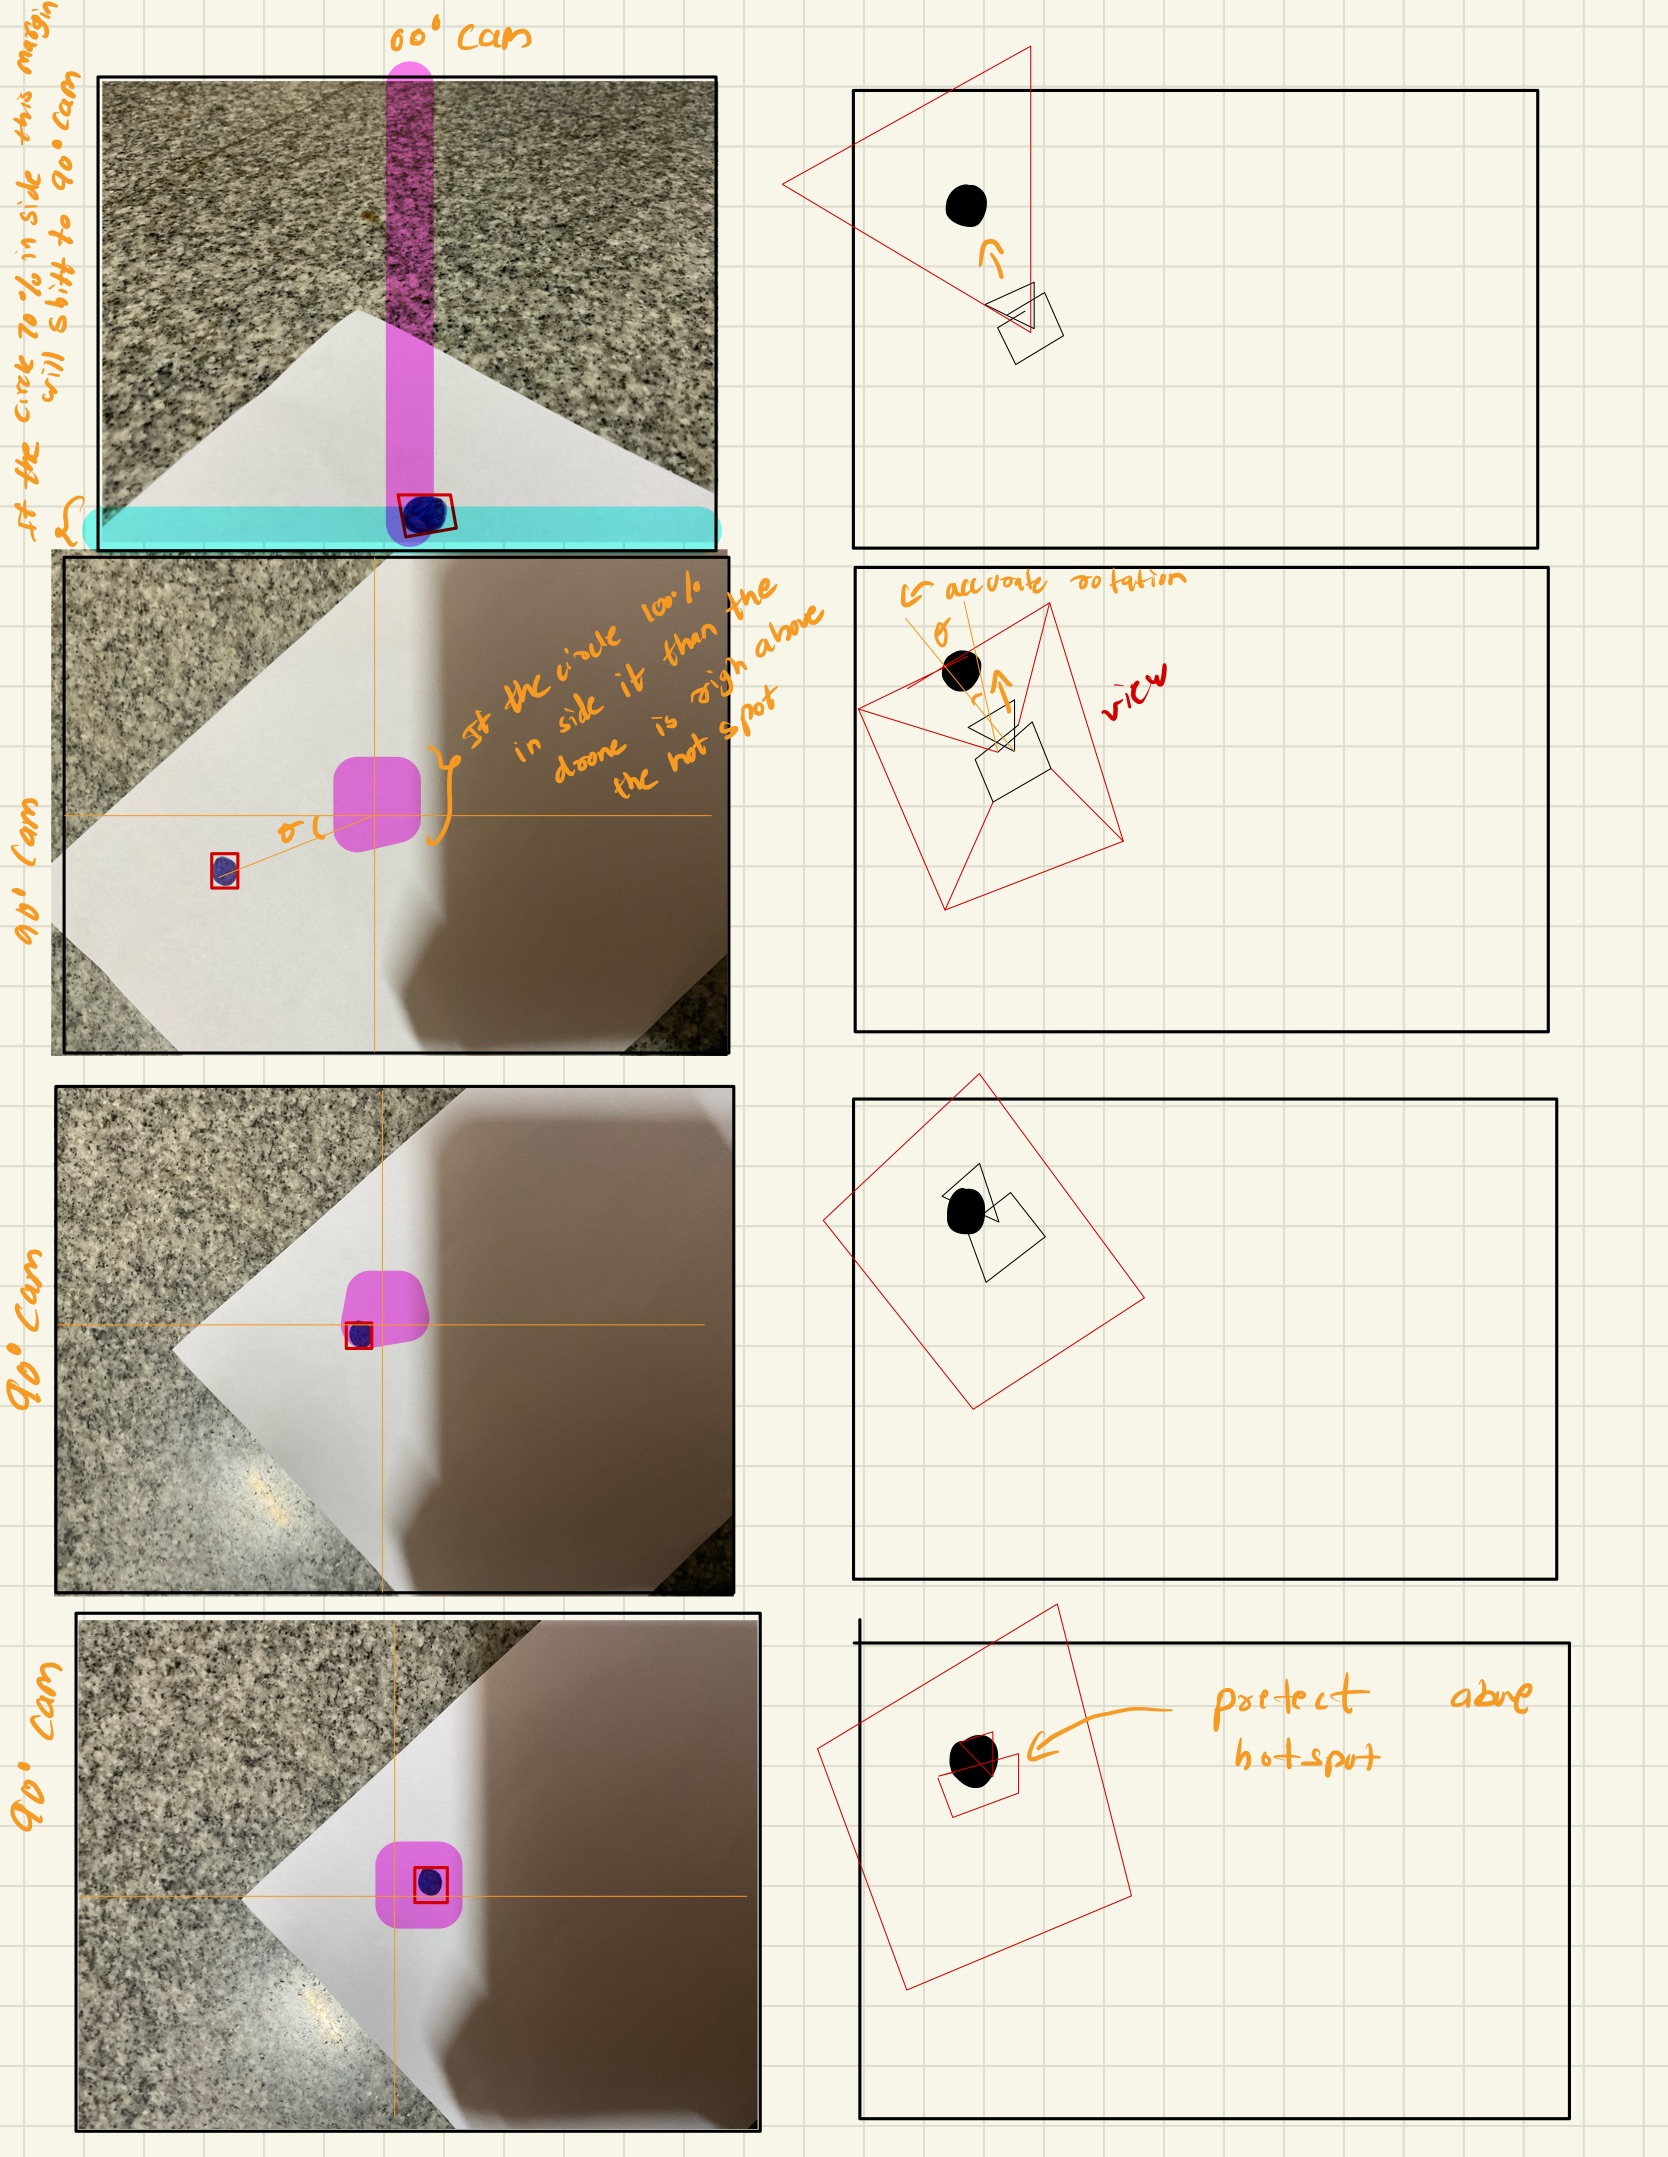 00° Cam
If the circle 70% in side this margin
will shift to 90° cam
90° Cam
If the circle 100%
in side it than the
drone is righ above
the hot spot
σ
accurate rotation
σ
r
view
90° Cam
90° Cam
pretect above
hotspot